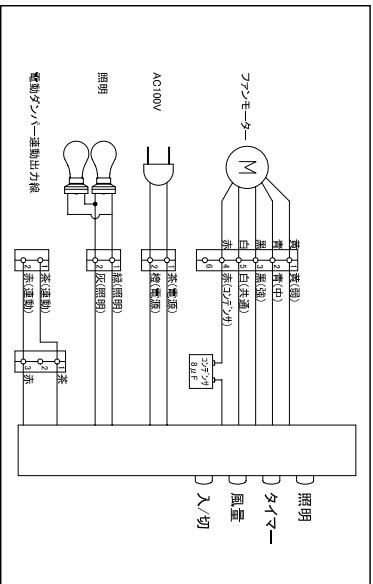 照明
タイマー
風量
入/切
ファンモーター
M
黄 1 黄(弱)
青 2 青(中)
黒 3 黒(強)
白 5 白(共通)
赤 4 赤(コンデンサ)
6
コンデンサ
8μF
AC100V
1 茶(電源)
2 橙(電源)
照明
1 緑(照明)
2 灰(照明)
電動ダンパー連動出力線
1 茶(連動)
2 赤(連動)
1 茶
2
3 赤